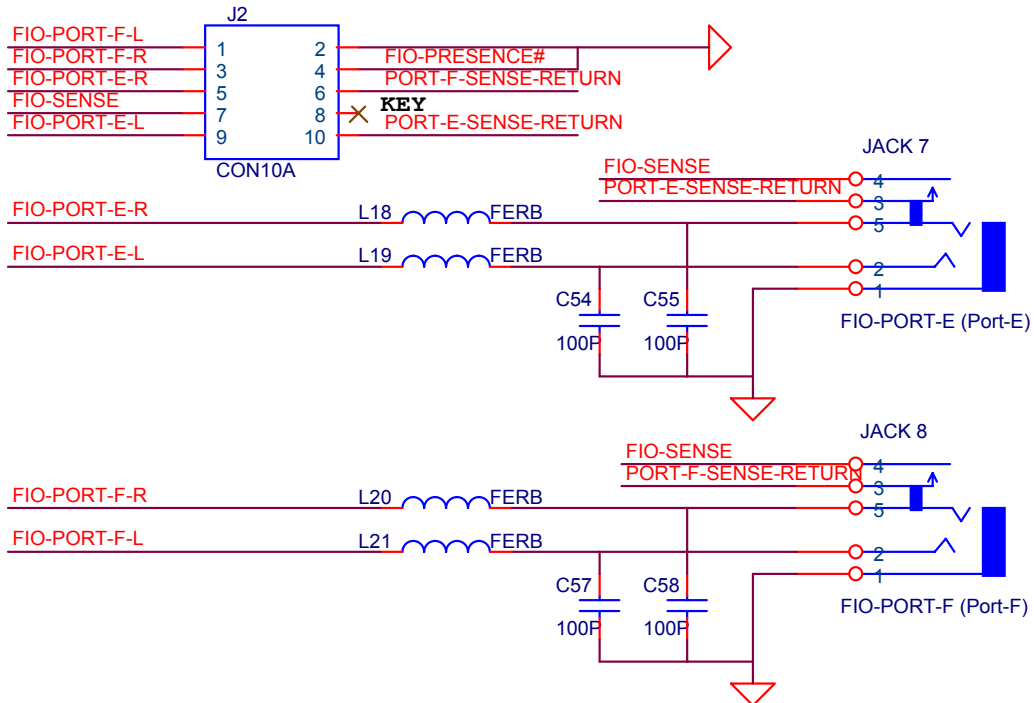 J2
FIO-PORT-F-L 1 2
FIO-PORT-F-R 3 4 FIO-PRESENCE#
FIO-PORT-E-R 5 6 PORT-F-SENSE-RETURN
FIO-SENSE 7 8 KEY
FIO-PORT-E-L 9 10 PORT-E-SENSE-RETURN
CON10A
JACK 7
FIO-SENSE 4
PORT-E-SENSE-RETURN 3
FIO-PORT-E-R L18 FERB 5
FIO-PORT-E-L L19 FERB 2
1
C54 C55
100P 100P
FIO-PORT-E (Port-E)
JACK 8
FIO-SENSE 4
PORT-F-SENSE-RETURN 3
FIO-PORT-F-R L20 FERB 5
FIO-PORT-F-L L21 FERB 2
1
C57 C58
100P 100P
FIO-PORT-F (Port-F)